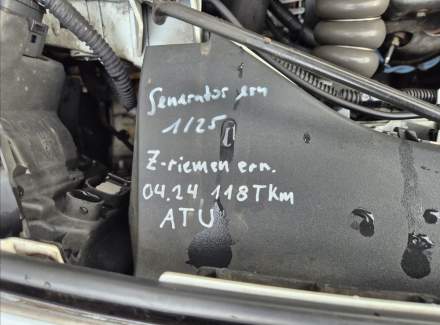 Generator ern
1/25
Z-riemen ern.
04.24 118TKm
ATU